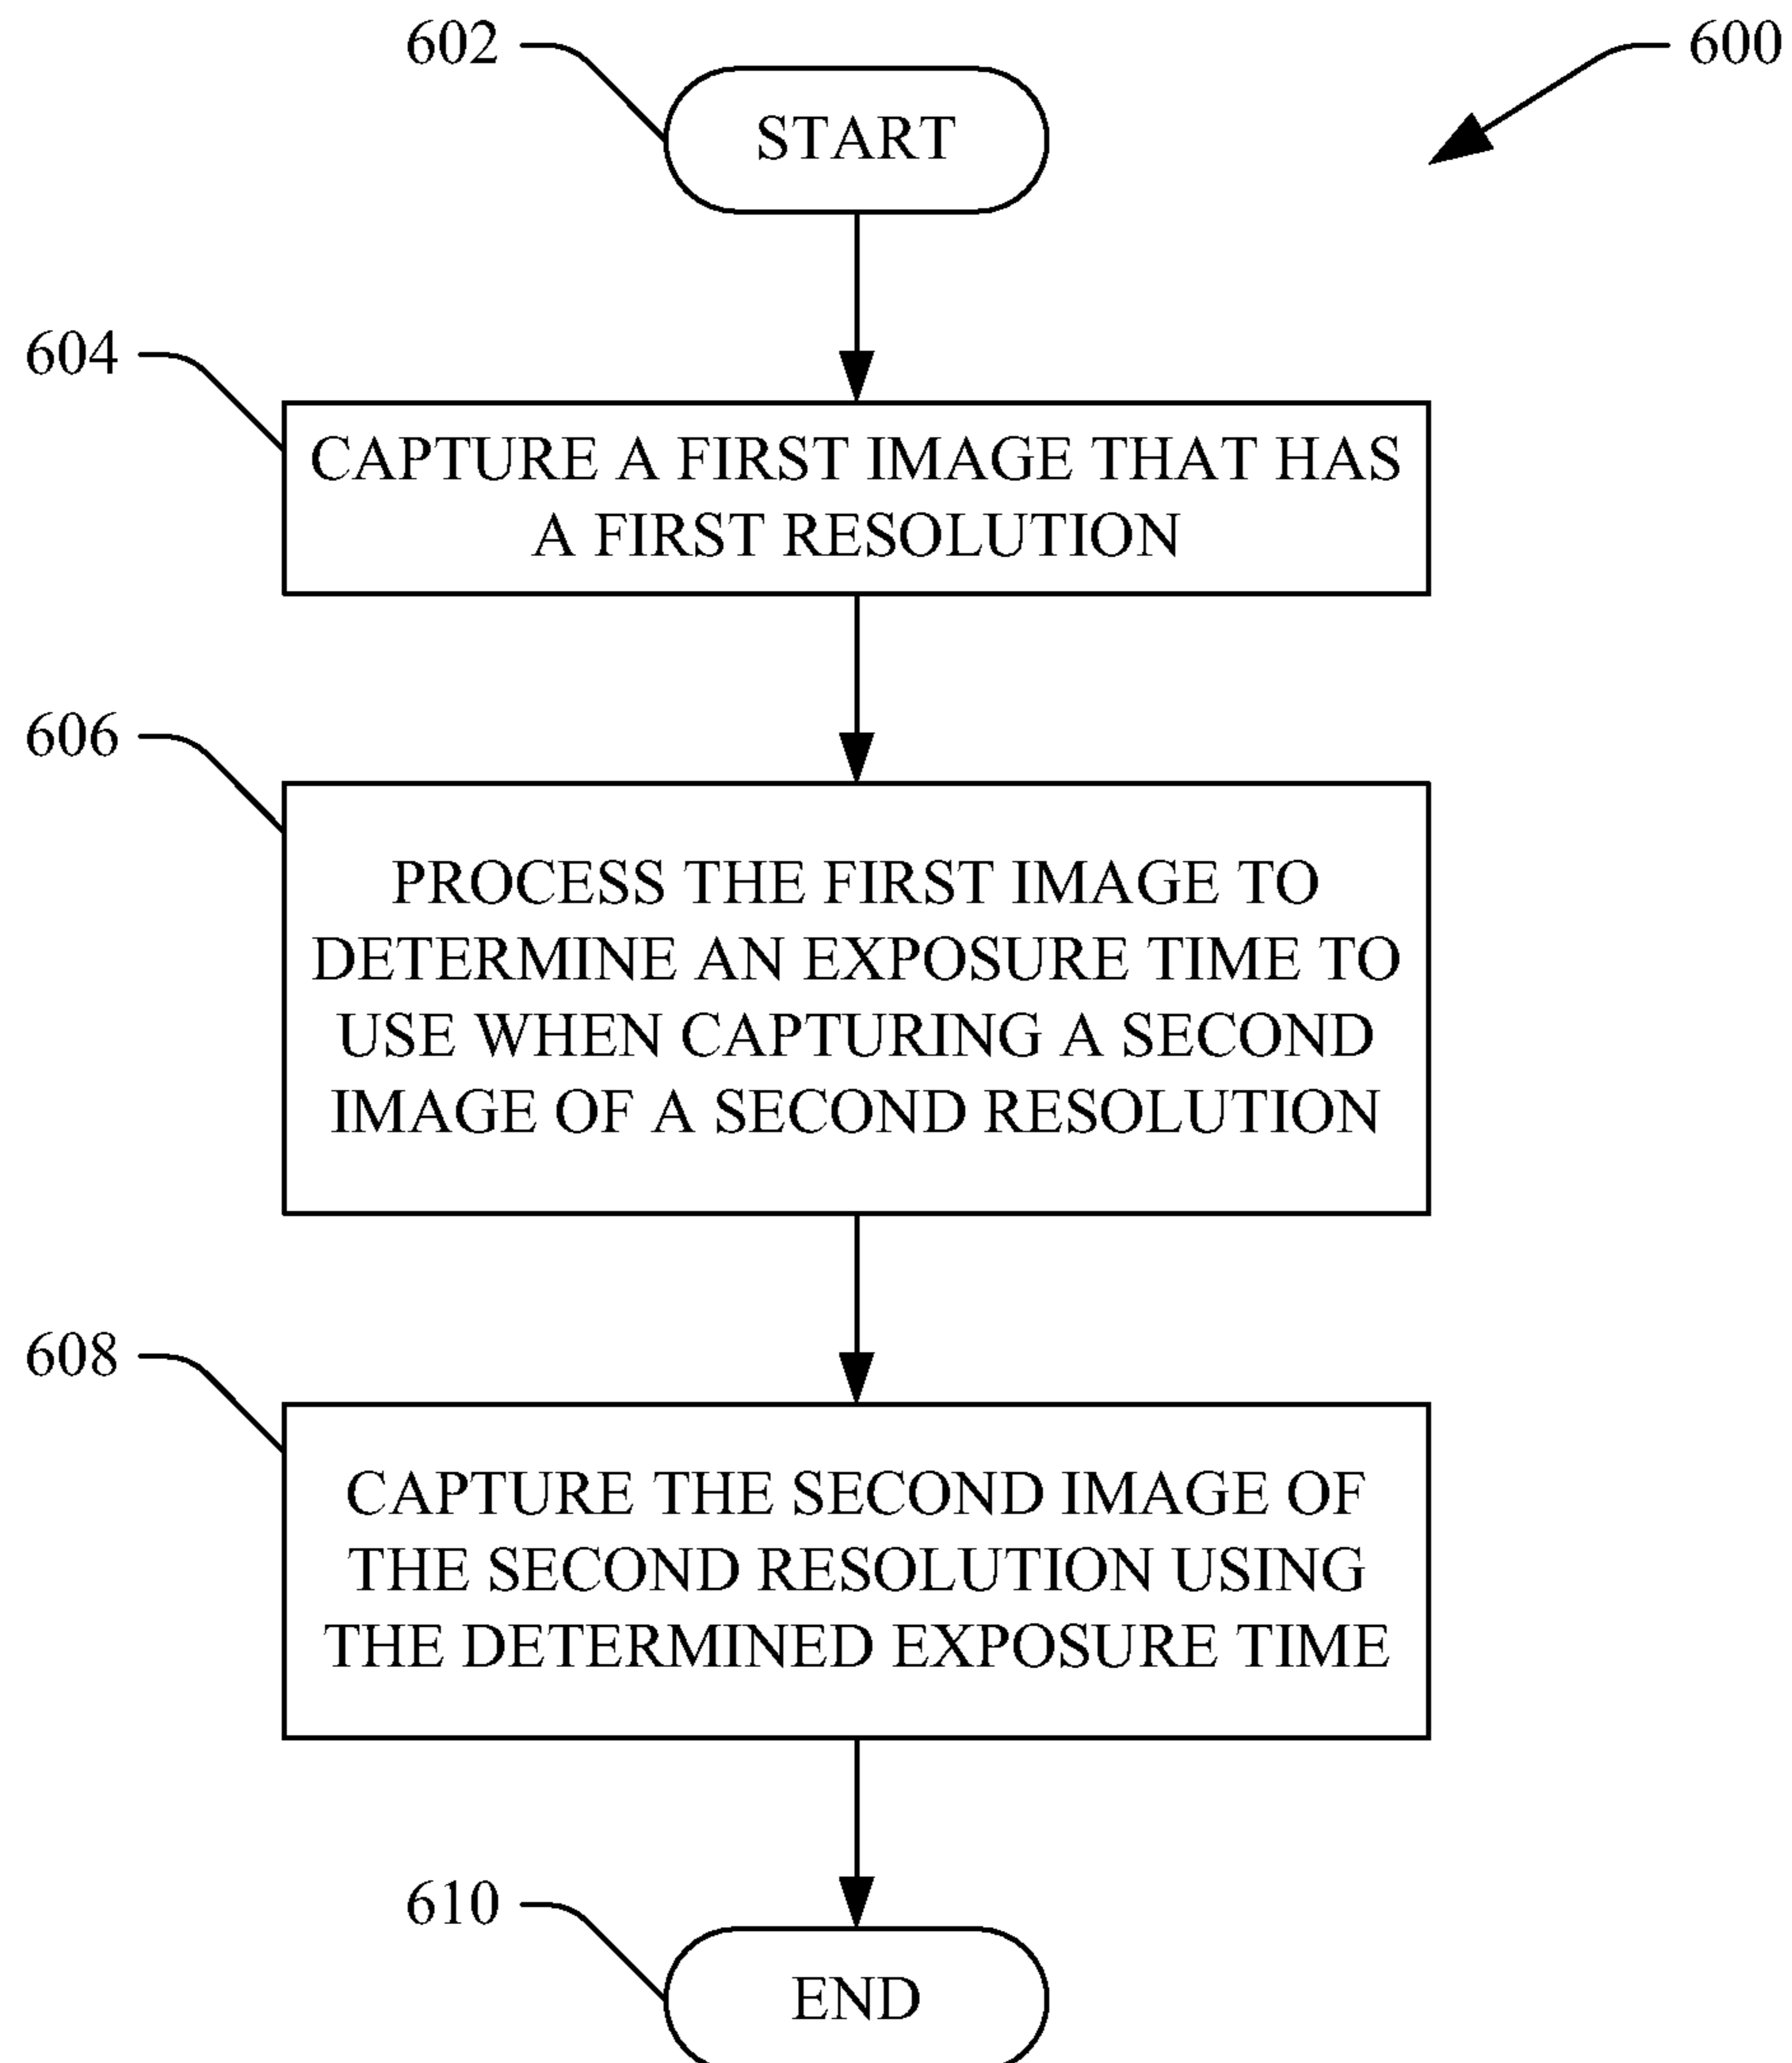 602
600
START
604
CAPTURE A FIRST IMAGE THAT HAS
A FIRST RESOLUTION
606
PROCESS THE FIRST IMAGE TO
DETERMINE AN EXPOSURE TIME TO
USE WHEN CAPTURING A SECOND
IMAGE OF A SECOND RESOLUTION
608
CAPTURE THE SECOND IMAGE OF
THE SECOND RESOLUTION USING
THE DETERMINED EXPOSURE TIME
610
END